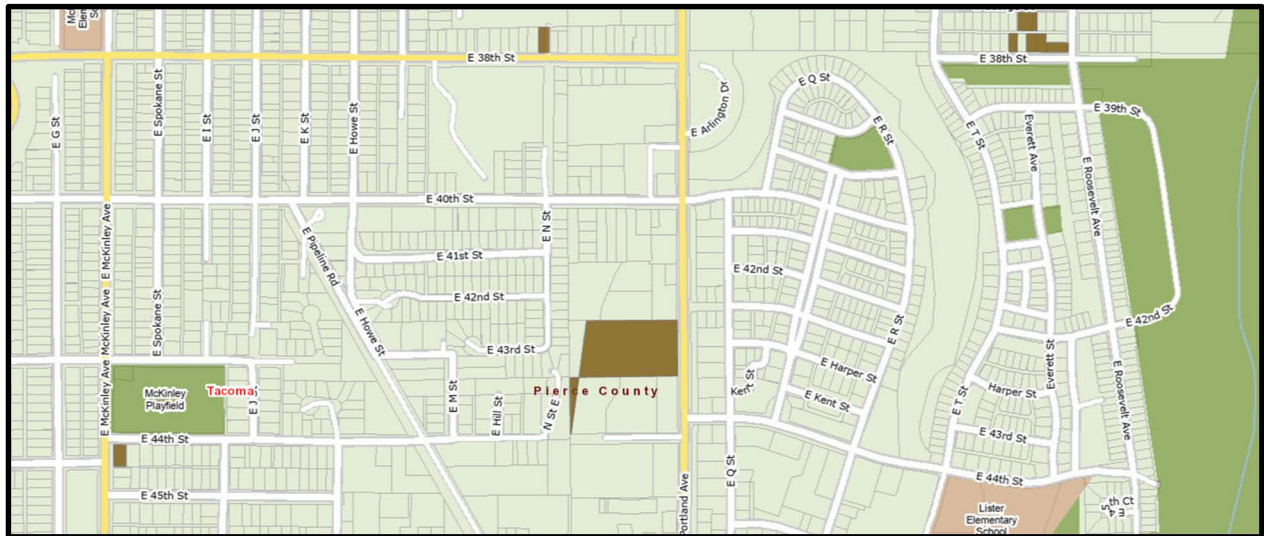 E 38th St
E 38th St
E G St
E Spokane St
E I St
E J St
E K St
E Howe St
E Arlington Dr
E Q St
E R St
E T St
Everett Ave
E 39th St
E Roosevelt Ave
E 40th St
E McKinley Ave
E Pipeline Rd
E N St
E 41st St
E 42nd St
E 42nd St
E Spokane St
E McKinley Ave
E Howe St
E 43rd St
E R St
E 42nd St
Everett St
E Harper St
Kent St
E Kent St
McKinley
Playfield
Tacoma
E J St
E M St
E Hill St
N St E
Pierce County
E McKinley Ave
E T St
Harper St
E Roosevelt Ave
E 43rd St
E 44th St
E 44th St
E 45th St
E Q St
Portland Ave
Lister
Elementary
School
th Ct